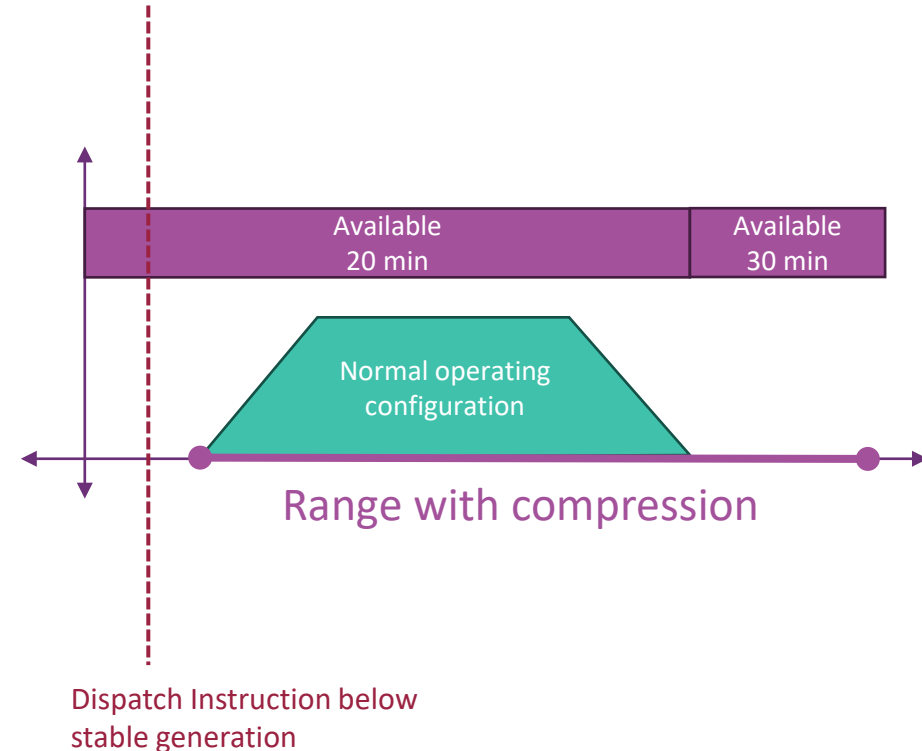 Available
20 min
Available
30 min
Normal operating
configuration
Range with compression
Dispatch Instruction below
stable generation